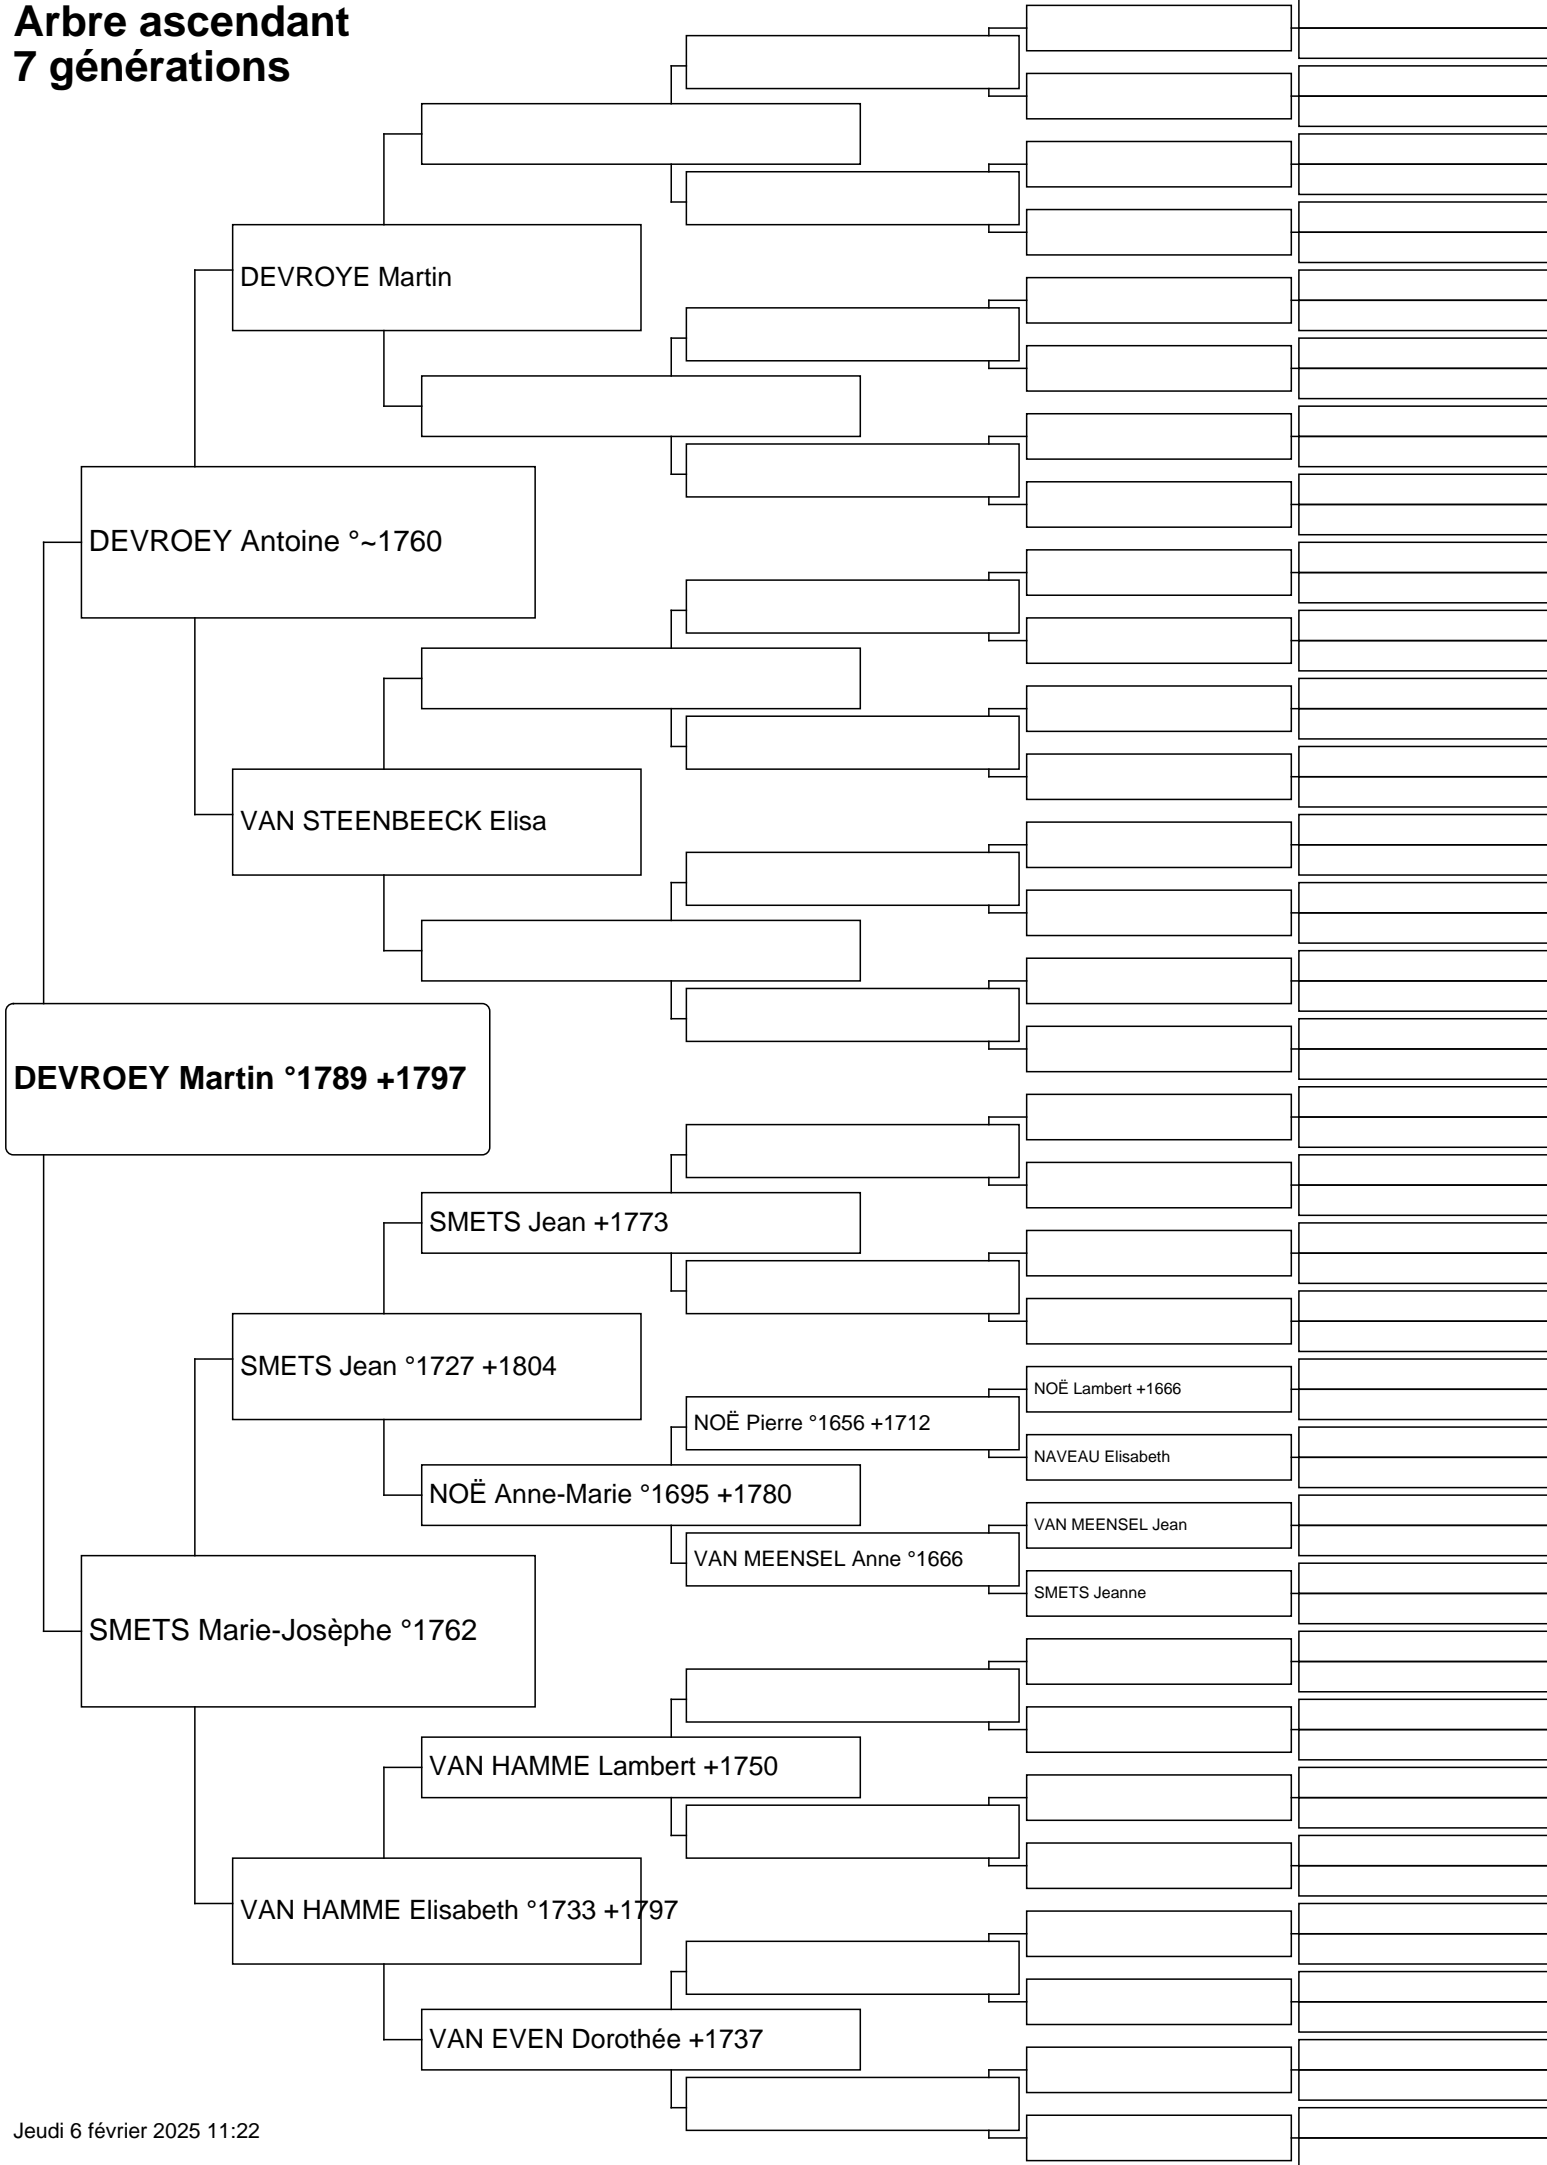 Arbre ascendant
7 générations
DEVROYE Martin
DEVROEY Antoine °~1760
VAN STEENBEECK Elisa
DEVROEY Martin °1789 +1797
SMETS Jean +1773
SMETS Jean °1727 +1804
NOË Lambert +1666
NOË Pierre °1656 +1712
NAVEAU Elisabeth
NOË Anne-Marie °1695 +1780
VAN MEENSEL Jean
VAN MEENSEL Anne °1666
SMETS Jeanne
SMETS Marie-Josèphe °1762
VAN HAMME Lambert +1750
VAN HAMME Elisabeth °1733 +1797
VAN EVEN Dorothée +1737
Jeudi 6 février 2025 11:22